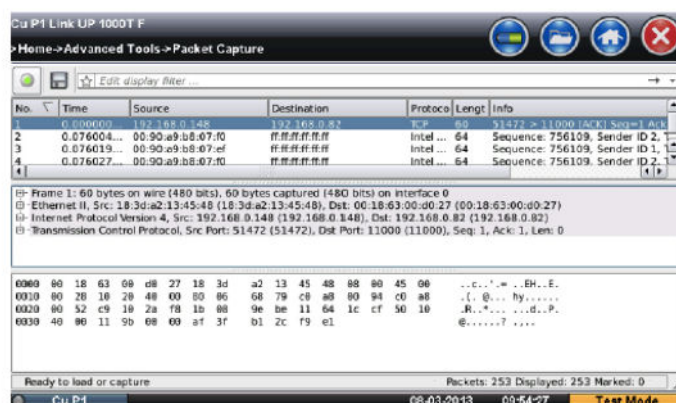 Cu P1 Link UP 1000T F
>Home->Advanced Tools->Packet Capture
Edit display filter ...
No. Time Source Destination Protoco Lengt Info
1 0.000000... 192.168.0.148 192.168.0.82 TCP 60 51472 > 11000 [ACK] Seq=1 Ack
2 0.076004... 00:90:a9:b8:07:f0 ff:ff:ff:ff:ff:ff Intel ... 64 Sequence: 756109, Sender ID 2, T
3 0.076019... 00:90:a9:b8:07:ef ff:ff:ff:ff:ff:ff Intel ... 64 Sequence: 756109, Sender ID 1,
4 0.076027... 00:90:a9:b8:07:f0 ff:ff:ff:ff:ff:ff Intel ... 64 Sequence: 756109, Sender ID 2,
Frame 1: 60 bytes on wire (480 bits), 60 bytes captured (480 bits) on interface 0
Ethernet II, Src: 18:3d:a2:13:45:48 (18:3d:a2:13:45:48), Dst: 00:18:63:00:d0:27 (00:18:63:00:d0:27)
Internet Protocol Version 4, Src: 192.168.0.148 (192.168.0.148), Dst: 192.168.0.82 (192.168.0.82)
Transmission Control Protocol, Src Port: 51472 (51472), Dst Port: 11000 (11000), Seq: 1, Ack: 1, Len: 0
0000 00 18 63 00 d0 27 18 3d a2 13 45 48 08 00 45 00 ..c..'.= ..EH..E.
0010 00 28 10 20 40 00 80 06 68 79 c0 a8 00 94 c0 a8 .(. @... hy......
0020 00 52 c9 10 2a f8 1b 08 9e be 11 64 1c cf 50 10 .R..*... ...d..P.
0030 40 00 11 9b 00 00 af 3f b1 2c f9 e1 @......? .,..
Ready to load or capture Packets: 253 Displayed: 253 Marked: 0
Cu P1 08-03-2013 09:54:27 Test Mode